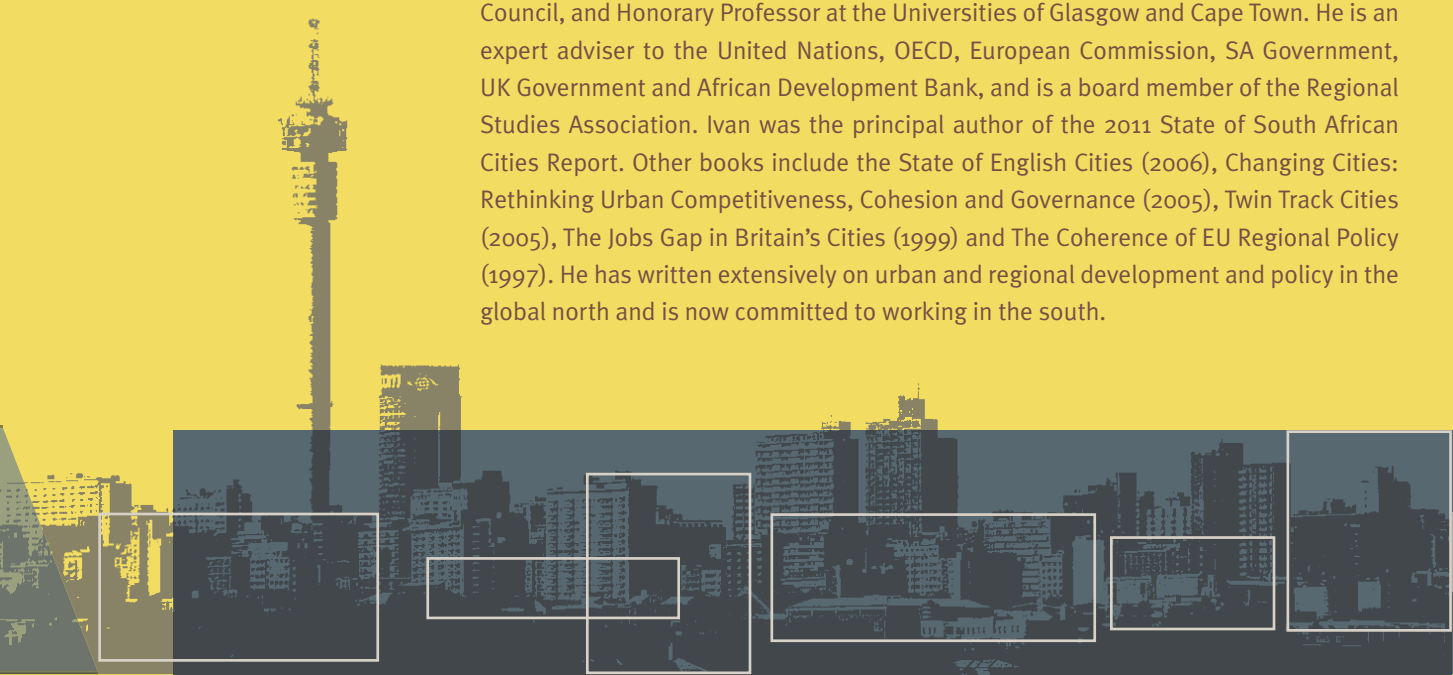 Council, and Honorary Professor at the Universities of Glasgow and Cape Town. He is an
expert adviser to the United Nations, OECD, European Commission, SA Government,
UK Government and African Development Bank, and is a board member of the Regional
Studies Association. Ivan was the principal author of the 2011 State of South African
Cities Report. Other books include the State of English Cities (2006), Changing Cities:
Rethinking Urban Competitiveness, Cohesion and Governance (2005), Twin Track Cities
(2005), The Jobs Gap in Britain’s Cities (1999) and The Coherence of EU Regional Policy
(1997). He has written extensively on urban and regional development and policy in the
global north and is now committed to working in the south.